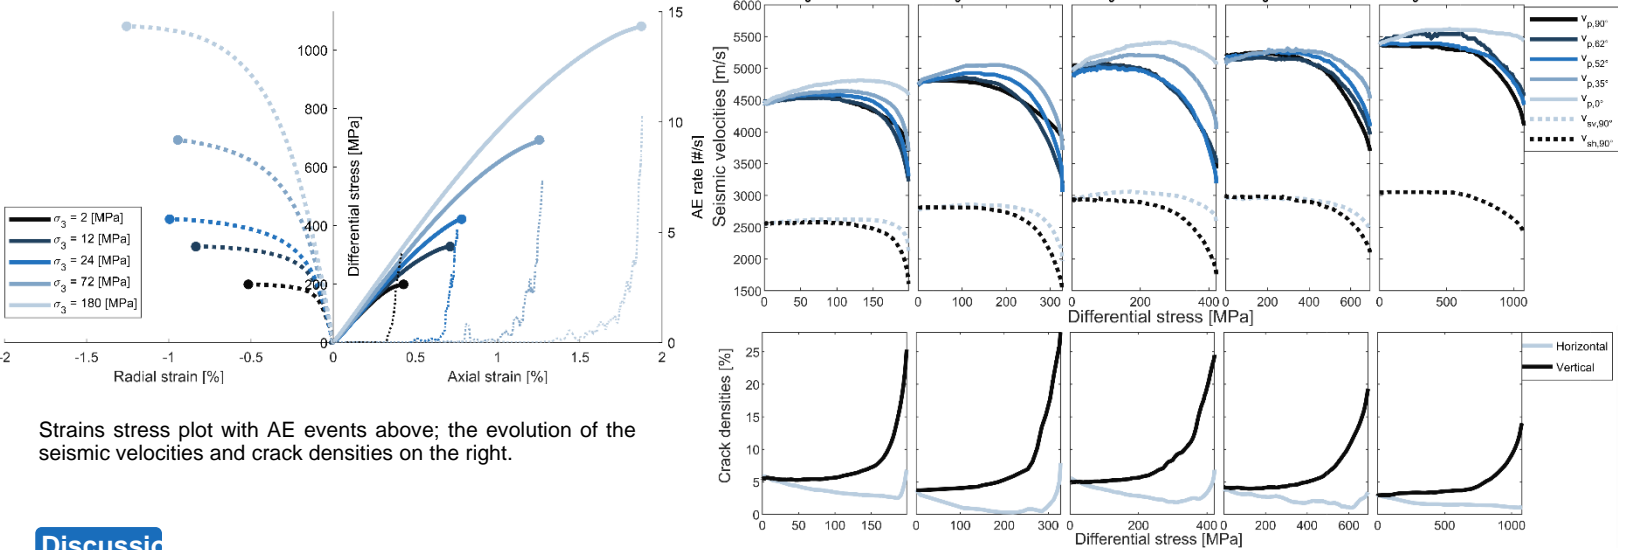 1000
800
600
400
200
0
Differential stress [MPa]
15
10
5
0
AE rate [#/s]
σ3 = 2 [MPa]
σ3 = 12 [MPa]
σ3 = 24 [MPa]
σ3 = 72 [MPa]
σ3 = 180 [MPa]
-2 -1.5 -1 -0.5 0 0.5 1 1.5 2
Radial strain [%] Axial strain [%]
Strains stress plot with AE events above; the evolution of the
seismic velocities and crack densities on the right.
Discussio
6000
5500
5000
4500
4000
3500
3000
2500
2000
1500
Seismic velocities [m/s]
0 50 100 150 0 100 200 300 0 200 400 0 200 400 600 0 500 1000
Differential stress [MPa]
vp,90°
vp,62°
vp,52°
vp,35°
vp,0°
vsv,90°
vsh,90°
25
20
15
10
5
0
Crack densities [%]
0 50 100 150 0 100 200 300 0 200 400 0 200 400 600 0 500 1000
Differential stress [MPa]
Horizontal
Vertical